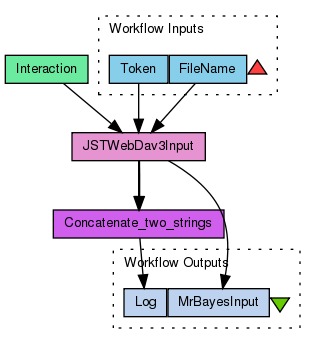 Workflow Inputs
Interaction
Token
FileName
JSTWebDav3Input
Concatenate_two_strings
Workflow Outputs
Log
MrBayesInput